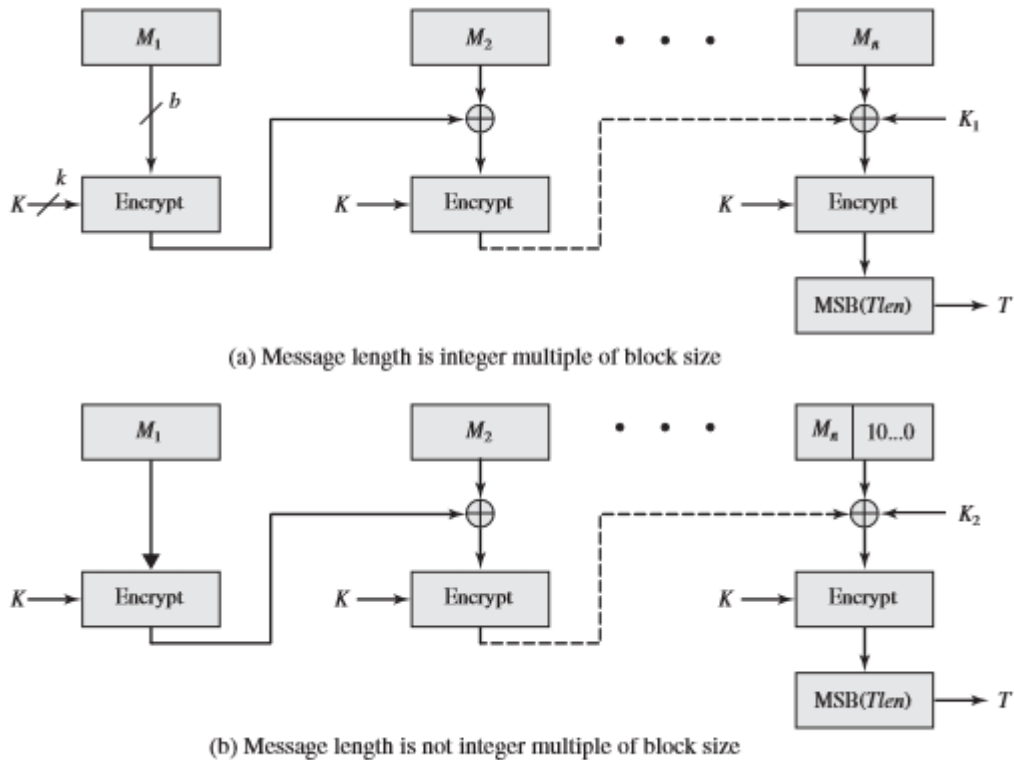 M₁ M₂ • • • Mₙ
b
K₁
k
K Encrypt K Encrypt K Encrypt
MSB(Tlen) T
(a) Message length is integer multiple of block size
M₁ M₂ • • • Mₙ 10...0
K₂
K Encrypt K Encrypt K Encrypt
MSB(Tlen) T
(b) Message length is not integer multiple of block size